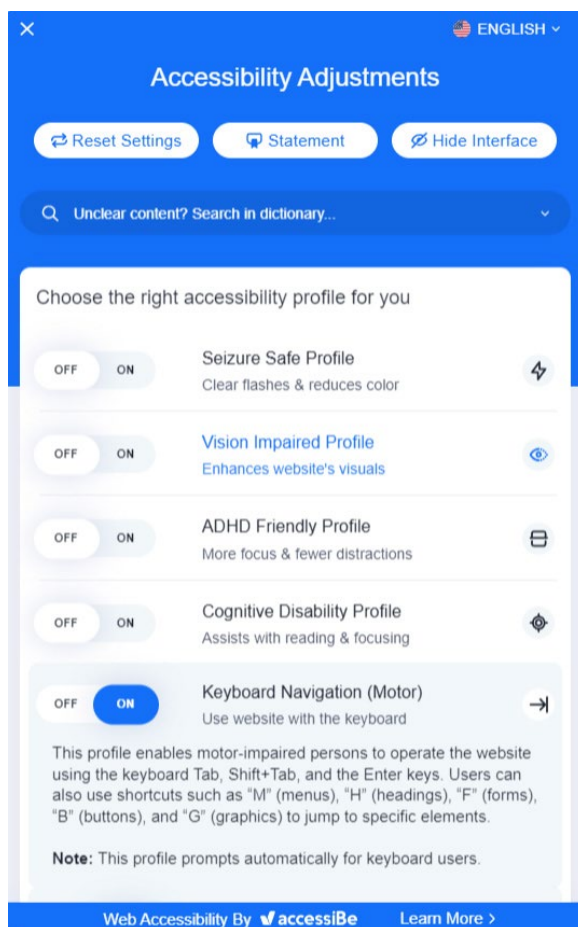 ENGLISH
Accessibility Adjustments
Reset Settings
Statement
Hide Interface
Unclear content? Search in dictionary...
Choose the right accessibility profile for you
OFF ON
Seizure Safe Profile
Clear flashes & reduces color
OFF ON
Vision Impaired Profile
Enhances website's visuals
OFF ON
ADHD Friendly Profile
More focus & fewer distractions
OFF ON
Cognitive Disability Profile
Assists with reading & focusing
OFF ON
Keyboard Navigation (Motor)
Use website with the keyboard
This profile enables motor-impaired persons to operate the website
using the keyboard Tab, Shift+Tab, and the Enter keys. Users can
also use shortcuts such as “M” (menus), “H” (headings), “F” (forms),
“B” (buttons), and “G” (graphics) to jump to specific elements.
Note: This profile prompts automatically for keyboard users.
Web Accessibility By accessiBe Learn More >